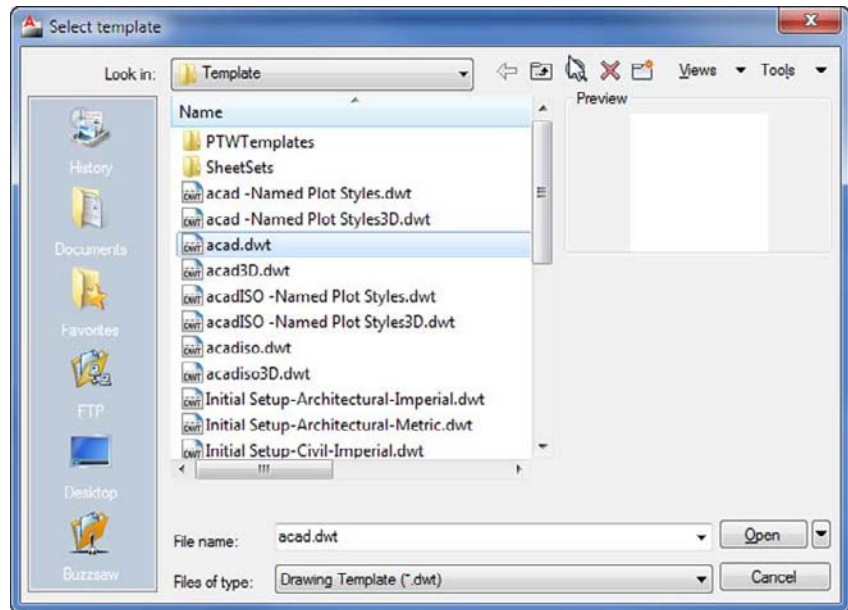 Select template
Look in: Template Views Tools
Name
Preview
PTWTemplates
SheetSets
acad -Named Plot Styles.dwt
acad -Named Plot Styles3D.dwt
acad.dwt
acad3D.dwt
acadISO -Named Plot Styles.dwt
acadISO -Named Plot Styles3D.dwt
acadiso.dwt
acadiso3D.dwt
Initial Setup-Architectural-Imperial.dwt
Initial Setup-Architectural-Metric.dwt
Initial Setup-Civil-Imperial.dwt
History
Documents
Favorites
FTP
Desktop
Buzzsaw
File name: acad.dwt Open
Files of type: Drawing Template (*.dwt) Cancel